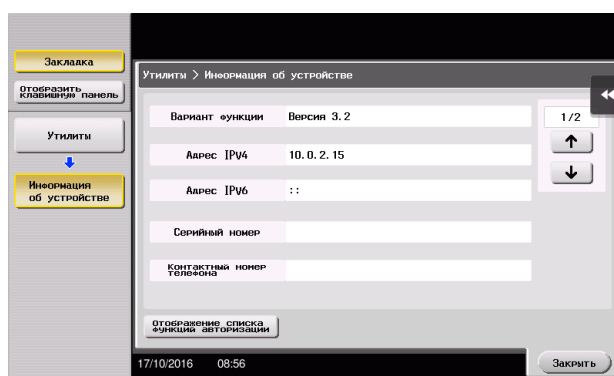 Закладка
Отобразить
клавишную панель
Утилиты
Информация
об устройстве
Утилиты > Информация об устройстве
Вариант функции Версия 3.2
1/2
Адрес IPv4 10.0.2.15
Адрес IPv6 ::
Серийный номер
Контактный номер
телефона
Отображение списка
функций авторизации
17/10/2016 08:56
Закрыть